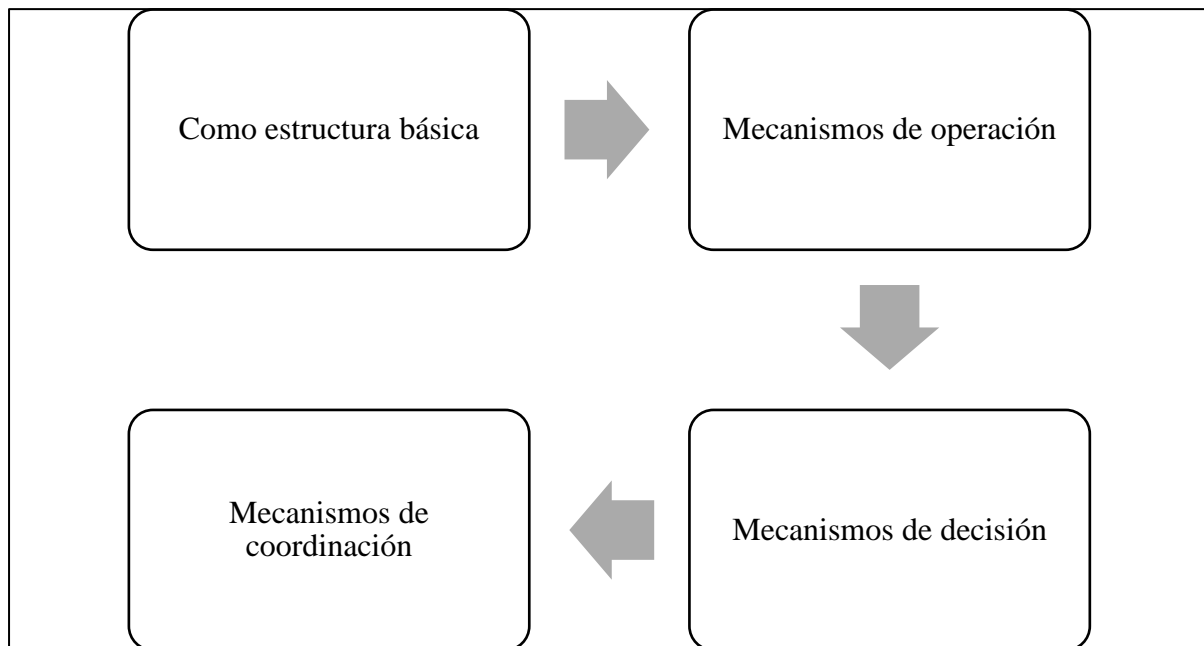 Como estructura básica
Mecanismos de operación
Mecanismos de
coordinación
Mecanismos de decisión